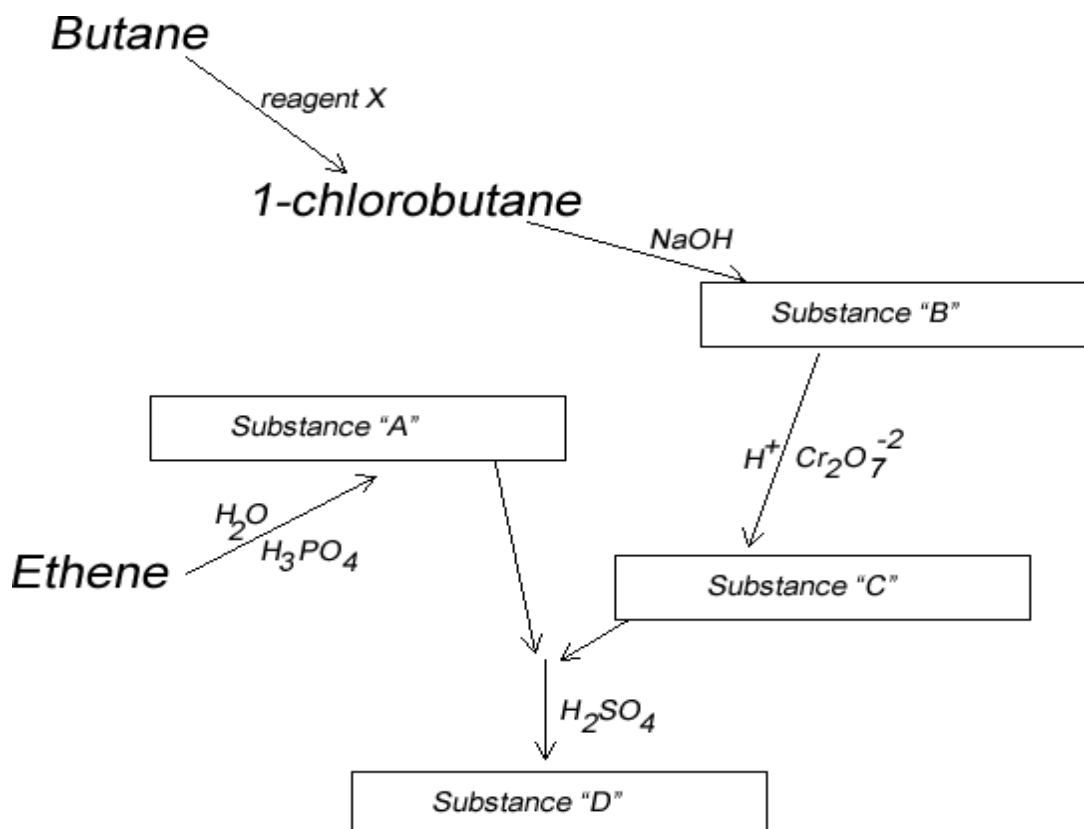 Butane
reagent X
1-chlorobutane
NaOH
Substance “B”
Substance “A”
H⁺ Cr₂O₇⁻²
H₂O
H₃PO₄
Ethene
Substance “C”
H₂SO₄
Substance “D”